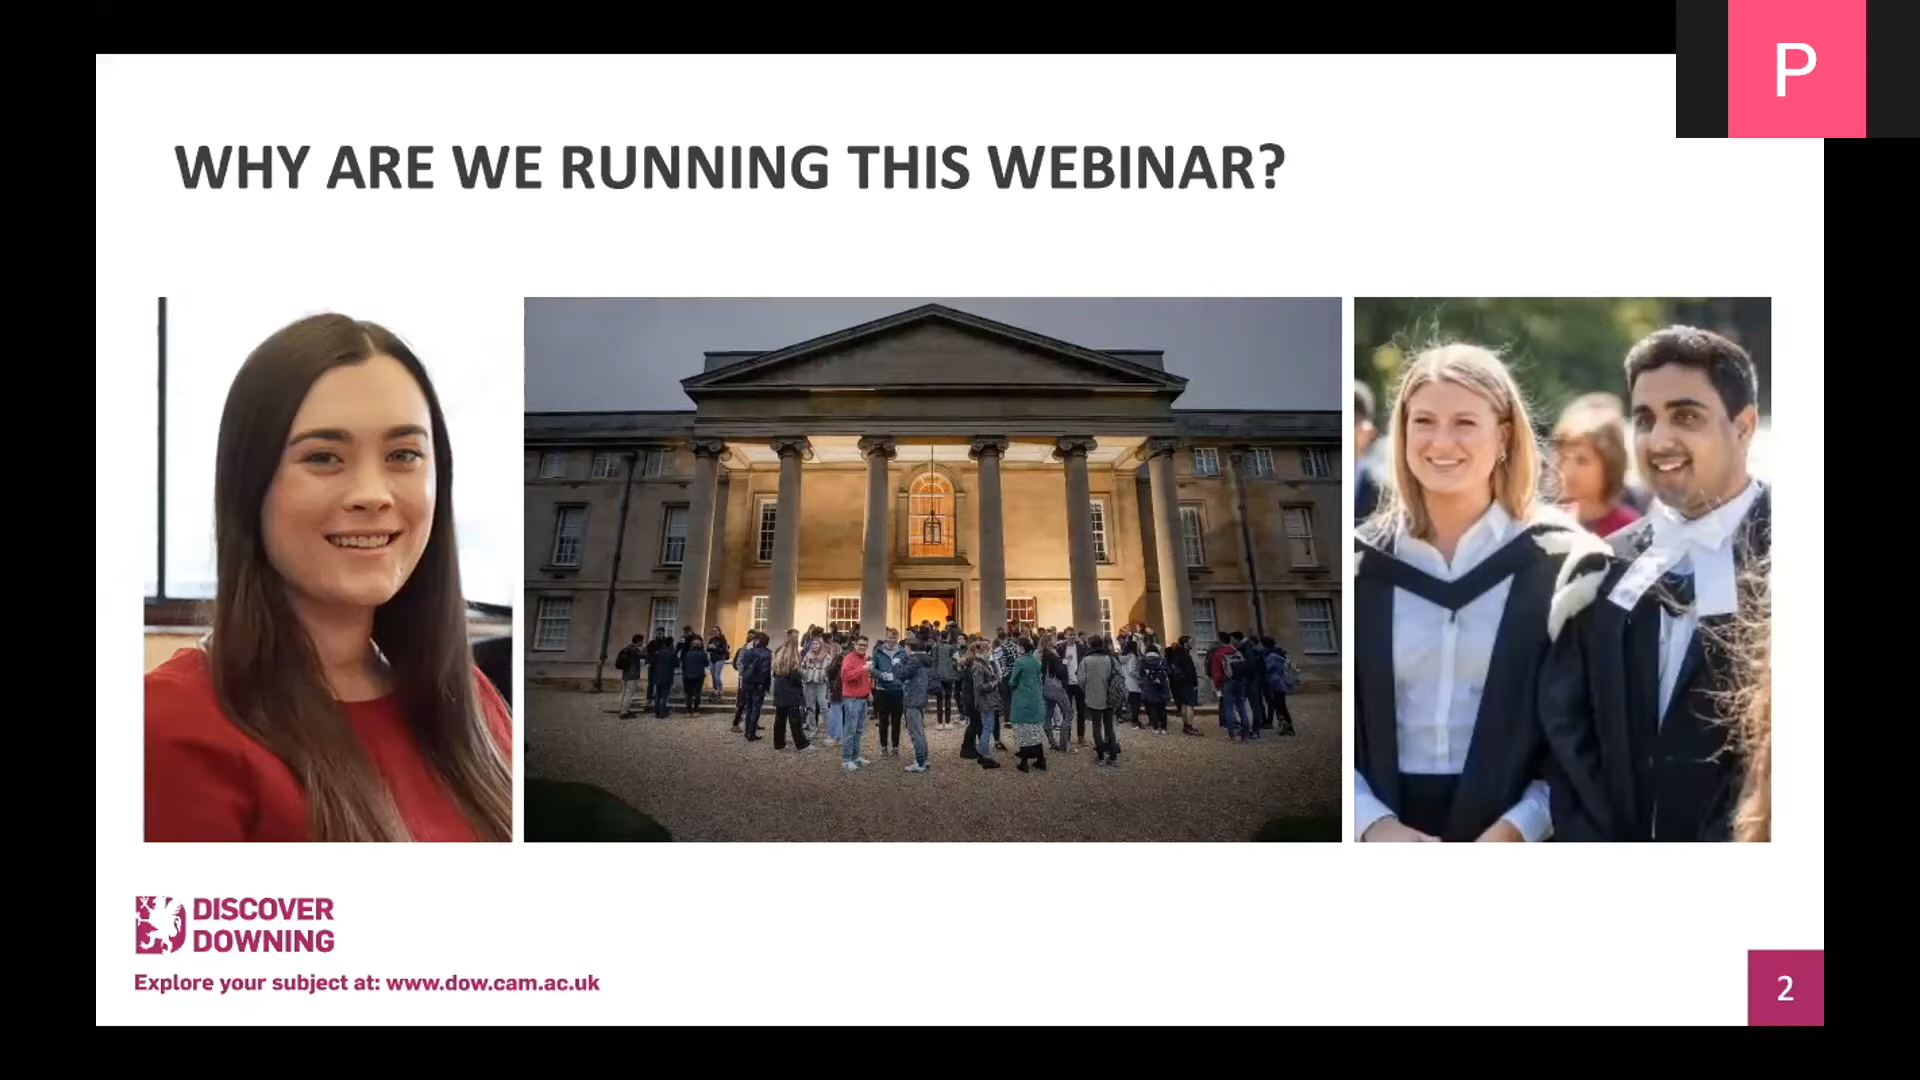 P
WHY ARE WE RUNNING THIS WEBINAR?
DISCOVER
DOWNING
Explore your subject at: www.dow.cam.ac.uk
2